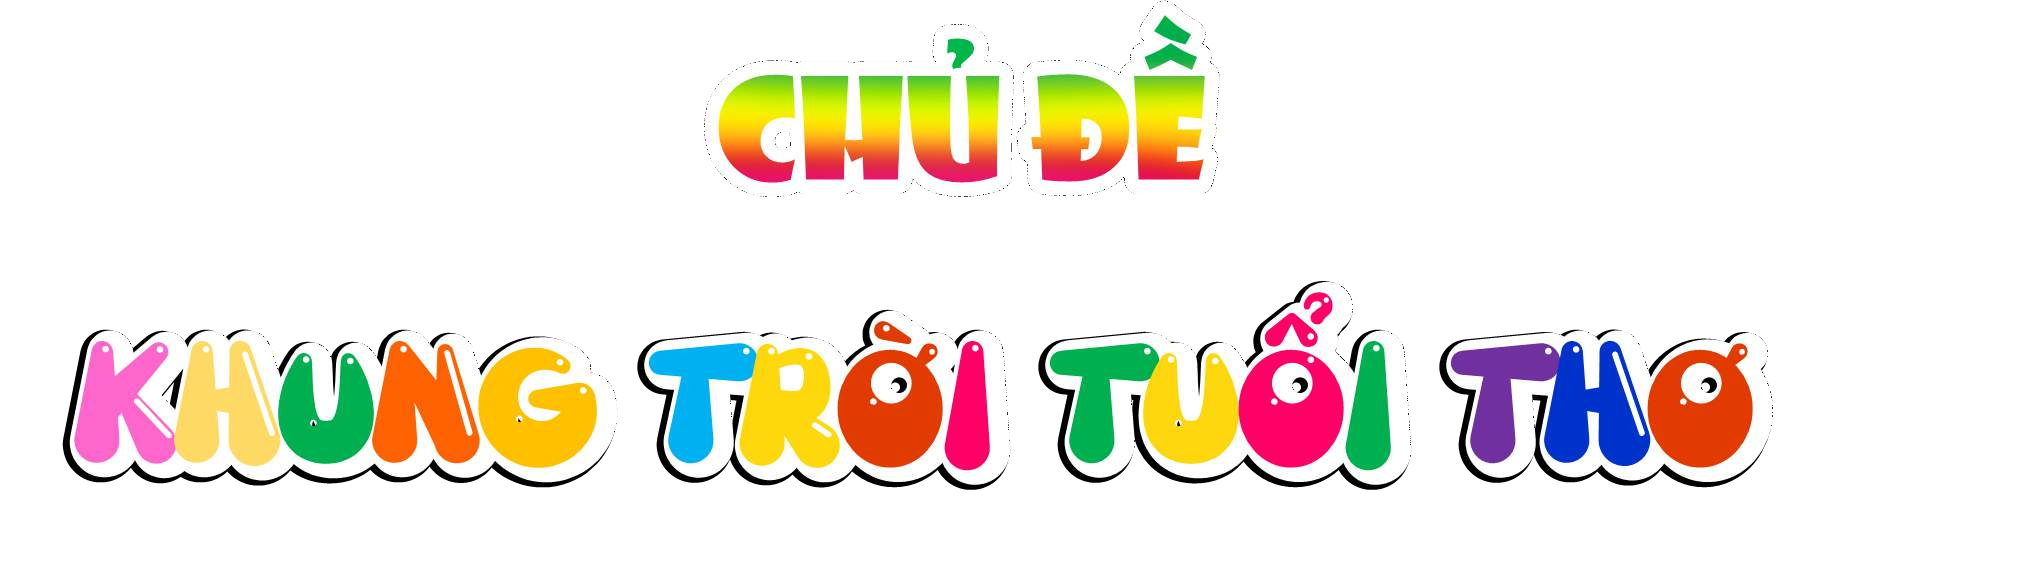 CHỦ ĐỀ
KHUNG TRỜI TUỔI THƠ